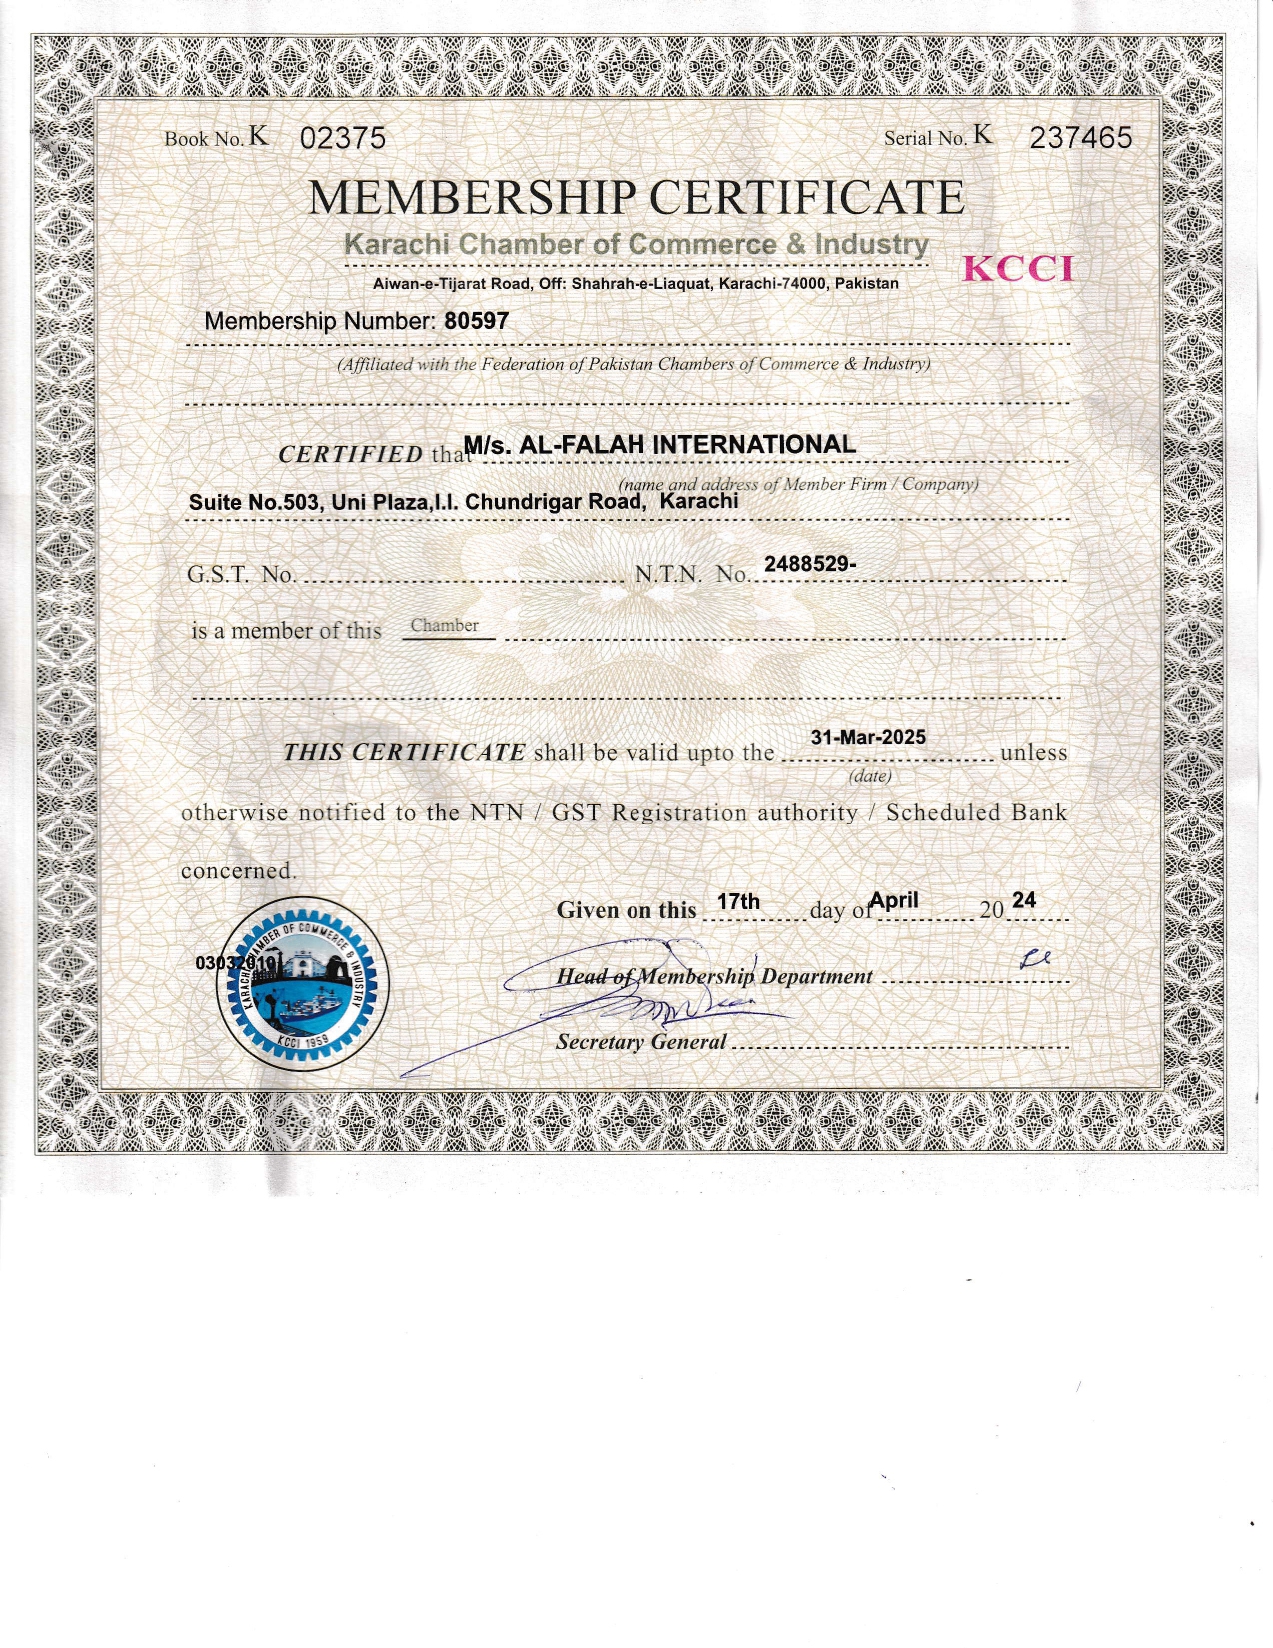 Book No. K 02375 Serial No. K 237465
MEMBERSHIP CERTIFICATE
Karachi Chamber of Commerce & Industry
KCCI
Aiwan-e-Tijarat Road, Off: Shahrah-e-Liaquat, Karachi-74000, Pakistan
Membership Number: 80597
(Affiliated with the Federation of Pakistan Chambers of Commerce & Industry)
CERTIFIED that M/s. AL-FALAH INTERNATIONAL
(name and address of Member Firm / Company)
Suite No.503, Uni Plaza,I.I. Chundrigar Road, Karachi
G.S.T. No. N.T.N. No. 2488529-
is a member of this Chamber
THIS CERTIFICATE shall be valid upto the 31-Mar-2025 unless
(date)
otherwise notified to the NTN / GST Registration authority / Scheduled Bank
concerned.
Given on this 17th day of April 20 24
03032010
KARACHI CHAMBER OF COMMERCE & INDUSTRY
KCCI 1959
Head of Membership Department
Secretary General